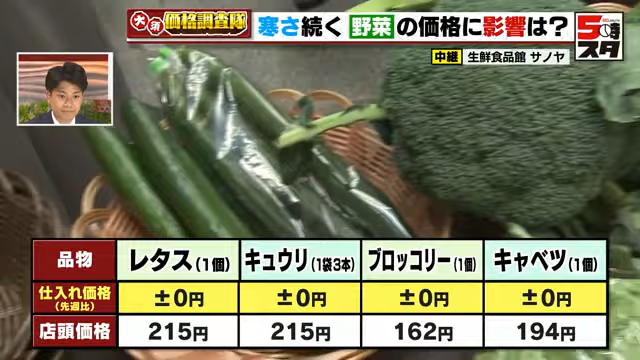 大須 価格調査隊 寒さ続く 野菜の価格に影響は?
5時スタ
中継 生鮮食品館 サノヤ
品物 レタス(1個) キュウリ(1袋3本) ブロッコリー(1個) キャベツ(1個)
仕入れ価格(先週比) ±0円 ±0円 ±0円 ±0円
店頭価格 215円 215円 162円 194円